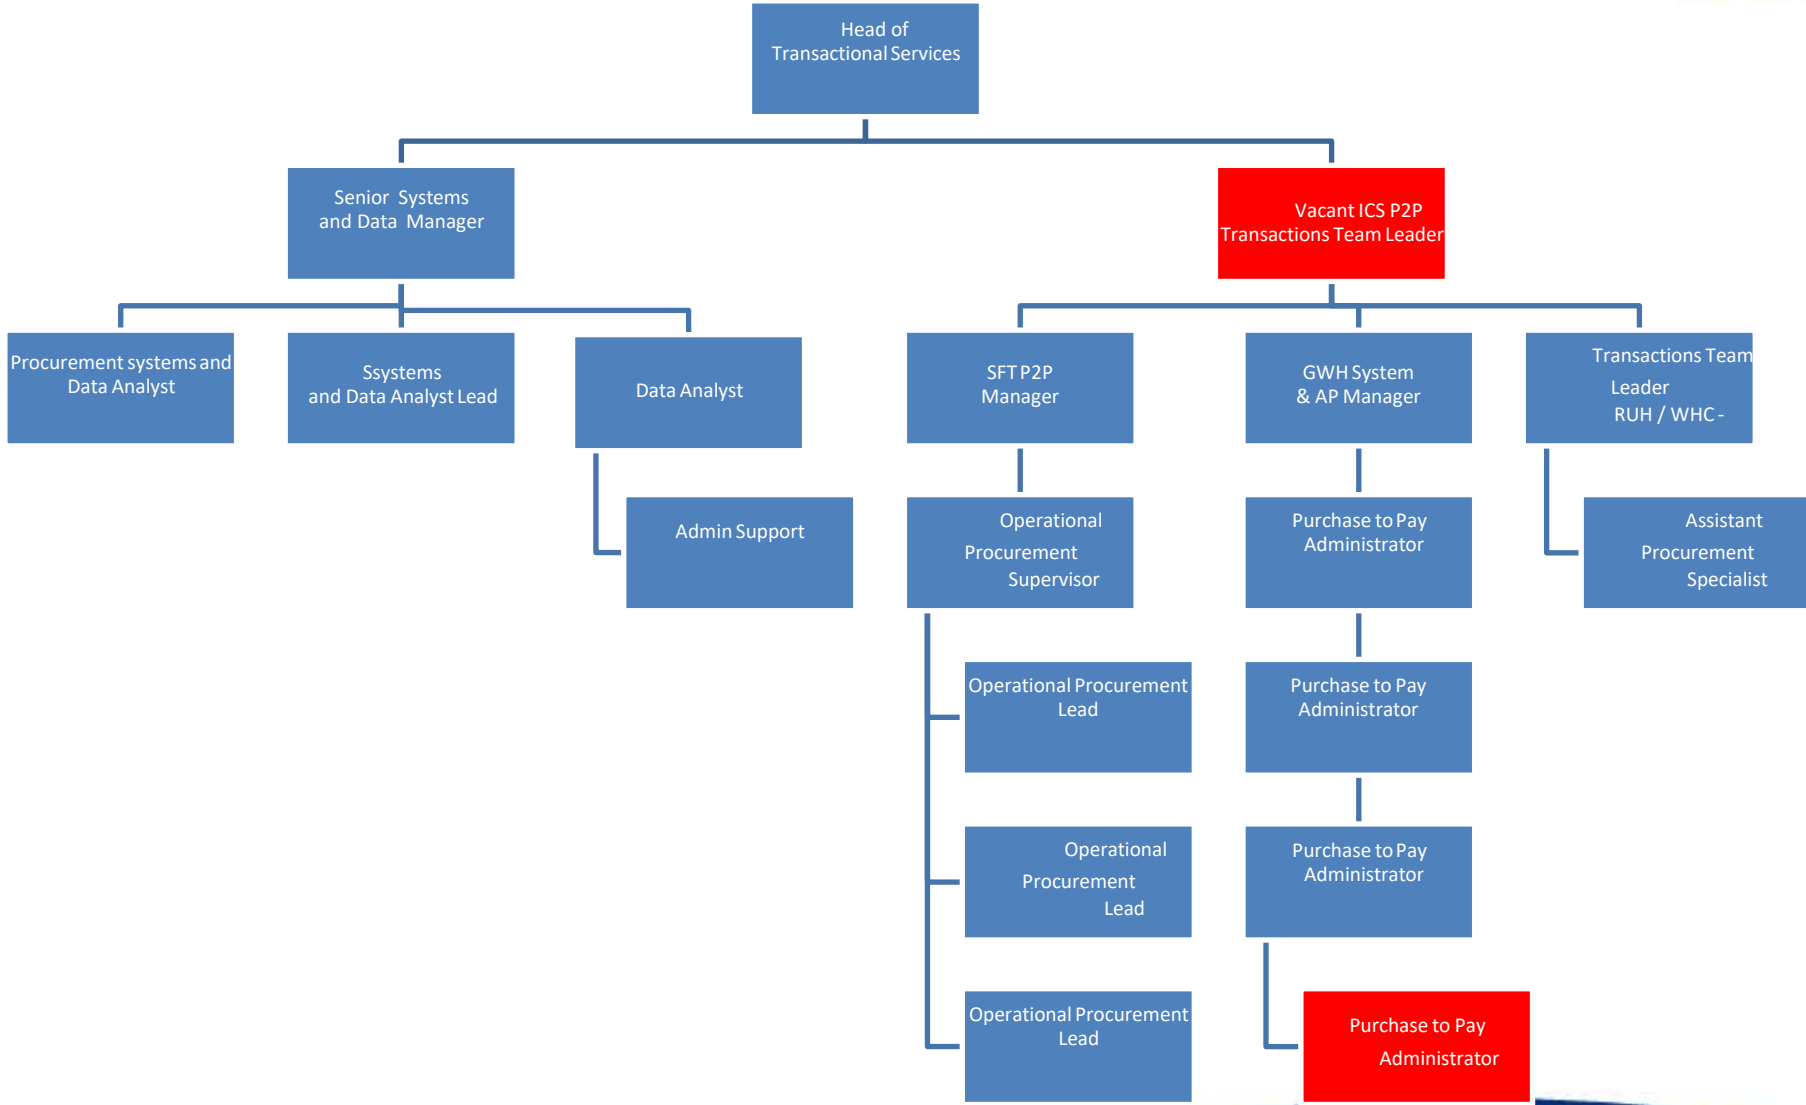 Head of
Transactional Services
Senior Systems
and Data Manager
Vacant ICS P2P
Transactions Team Leader
Procurement systems and
Data Analyst
Ssystems
and Data Analyst Lead
Data Analyst
SFT P2P
Manager
GWH System
& AP Manager
Transactions Team
Leader
RUH / WHC -
Admin Support
Operational
Procurement
Supervisor
Purchase to Pay
Administrator
Assistant
Procurement
Specialist
Operational Procurement
Lead
Purchase to Pay
Administrator
Operational
Procurement
Lead
Purchase to Pay
Administrator
Operational Procurement
Lead
Purchase to Pay
Administrator